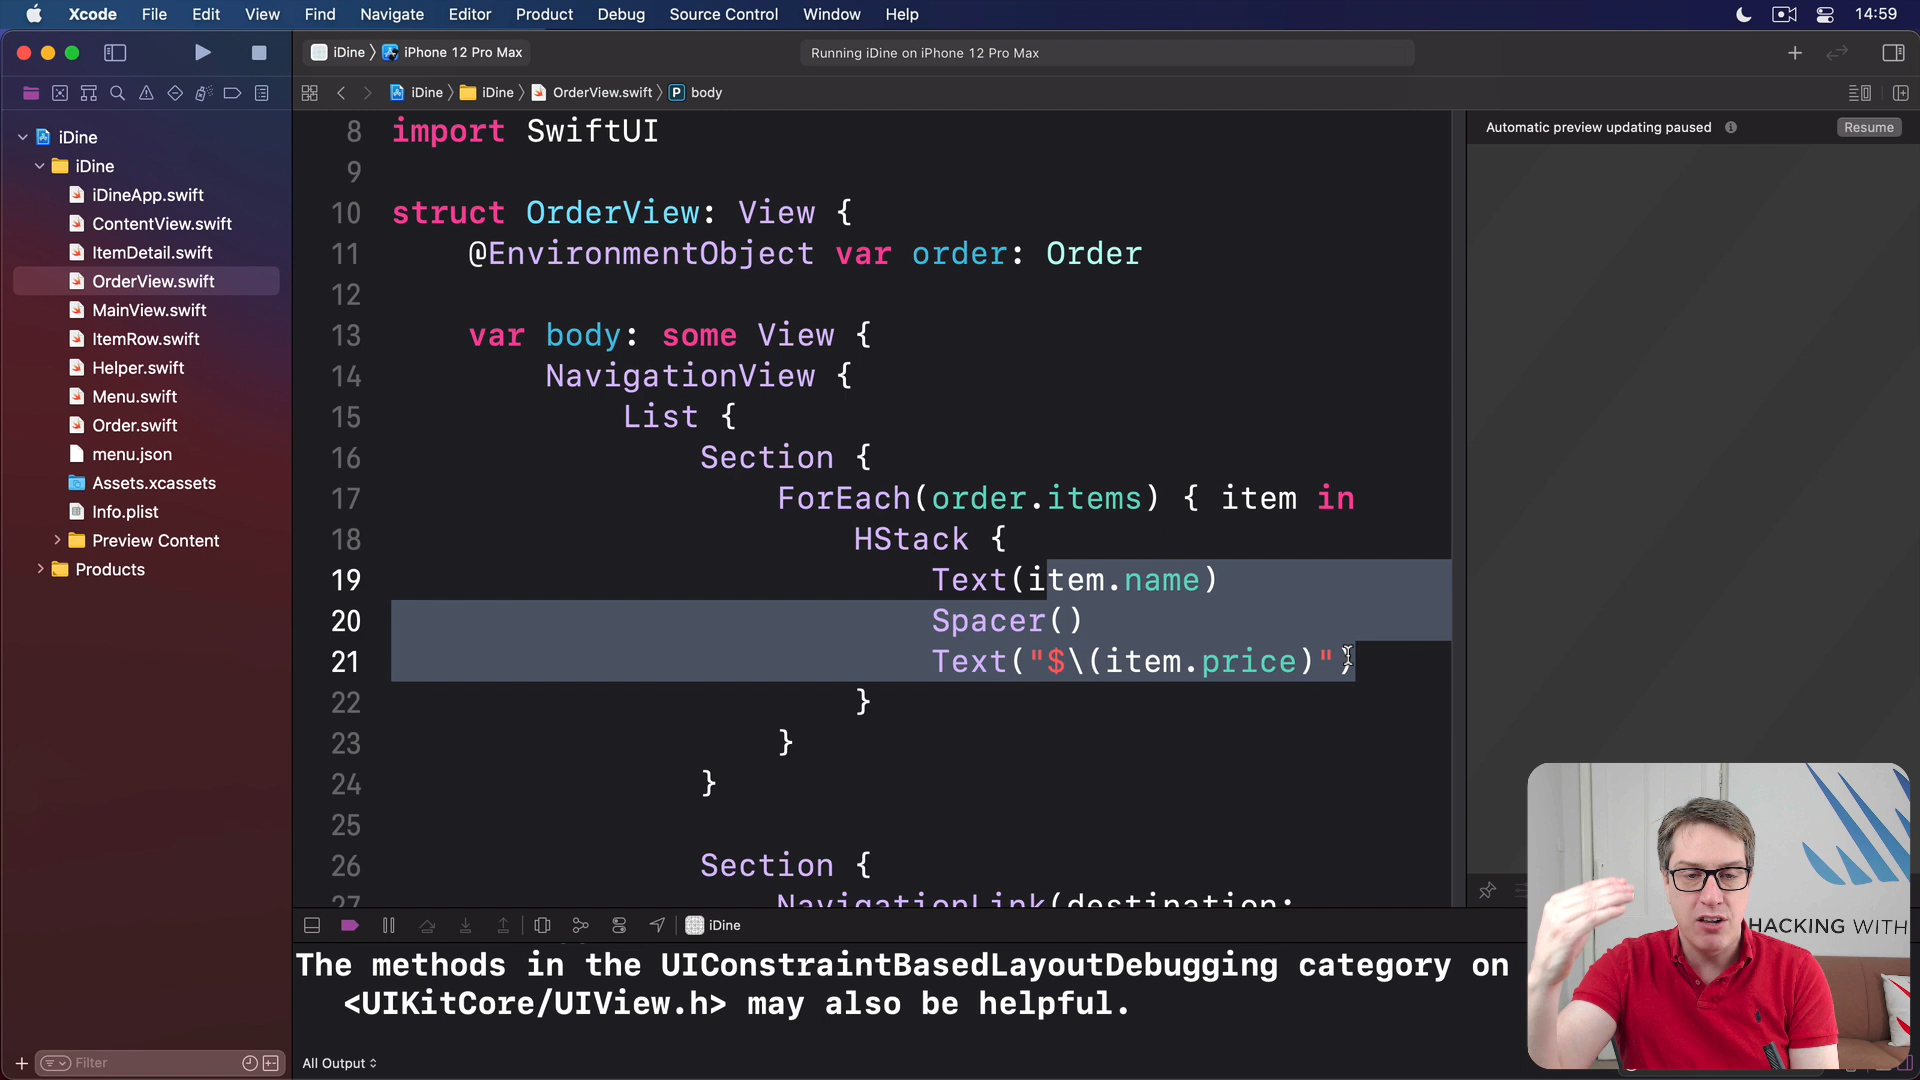 Xcode File Edit View Find Navigate Editor Product Debug Source Control Window Help 14:59
iDine iPhone 12 Pro Max
Running iDine on iPhone 12 Pro Max
iDine iDine OrderView.swift P body
iDine
iDine
iDineApp.swift
ContentView.swift
ItemDetail.swift
OrderView.swift
MainView.swift
ItemRow.swift
Helper.swift
Menu.swift
Order.swift
menu.json
Assets.xcassets
Info.plist
Preview Content
Products
Filter
8 import SwiftUI
9
10 struct OrderView: View {
11 @EnvironmentObject var order: Order
12
13 var body: some View {
14 NavigationView {
15 List {
16 Section {
17 ForEach(order.items) { item in
18 HStack {
19 Text(item.name)
20 Spacer()
21 Text("$\(item.price)")
22 }
23 }
24 }
25
26 Section {
27 NavigationLink(destination:
Automatic preview updating paused Resume
iDine
The methods in the UIConstraintBasedLayoutDebugging category on
<UIKitCore/UIView.h> may also be helpful.
All Output
HACKING WITH